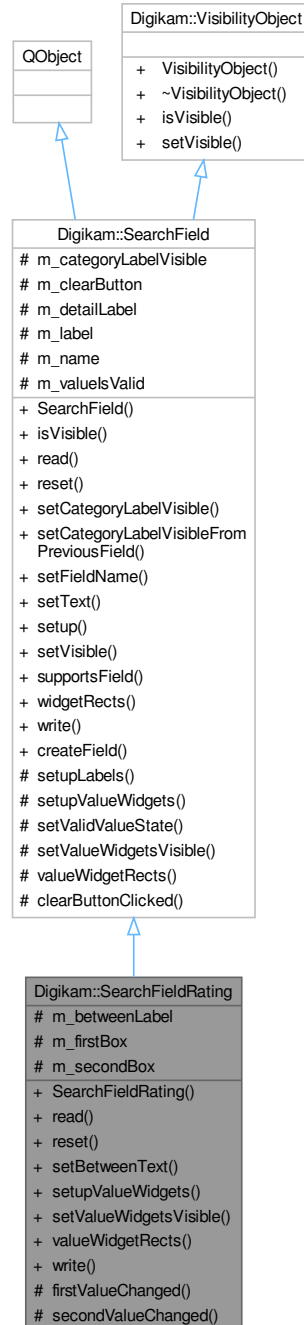 Digikam::VisibilityObject
+ VisibilityObject()
+ ~VisibilityObject()
+ isVisible()
+ setVisible()
QObject
Digikam::SearchField
# m_categoryLabelVisible
# m_clearButton
# m_detailLabel
# m_label
# m_name
# m_valueIsValid
+ SearchField()
+ isVisible()
+ read()
+ reset()
+ setCategoryLabelVisible()
+ setCategoryLabelVisibleFrom
PreviousField()
+ setFieldName()
+ setText()
+ setup()
+ setVisible()
+ supportsField()
+ widgetRects()
+ write()
+ createField()
# setupLabels()
# setupValueWidgets()
# setValidValueState()
# setValueWidgetsVisible()
# valueWidgetRects()
# clearButtonClicked()
Digikam::SearchFieldRating
# m_betweenLabel
# m_firstBox
# m_secondBox
+ SearchFieldRating()
+ read()
+ reset()
+ setBetweenText()
+ setupValueWidgets()
+ setValueWidgetsVisible()
+ valueWidgetRects()
+ write()
# firstValueChanged()
# secondValueChanged()